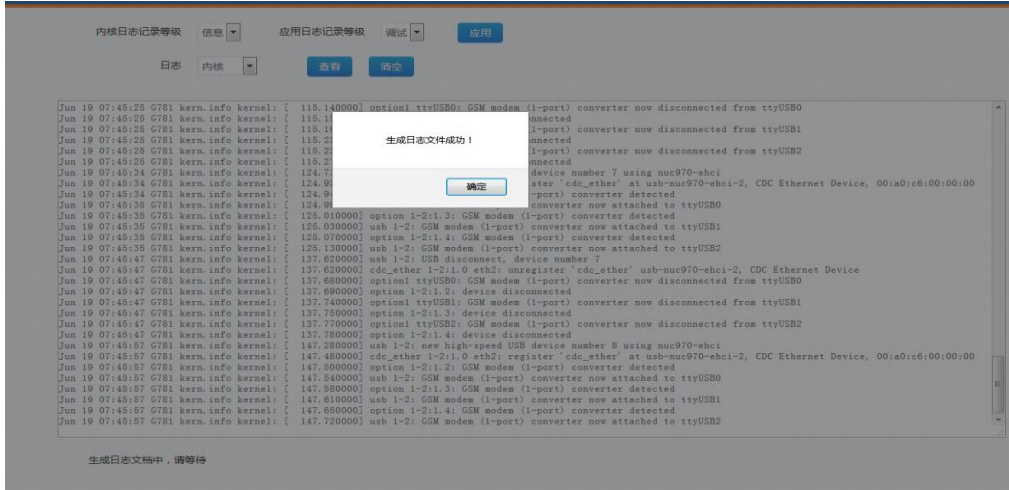 内核日志记录等级 信息 应用日志记录等级 调试 应用
日志 内核 查看 清空
Jun 19 07:45:25 G781 kern.info kernel: [ 115.140000] option1 ttyUSB0: GSM modem (1-port) converter now disconnected from ttyUSB0
Jun 19 07:45:25 G781 kern.info kernel: [ 115.1 nnected
Jun 19 07:45:25 G781 kern.info kernel: [ 115.1 1-port) converter now disconnected from ttyUSB1
Jun 19 07:45:25 G781 kern.info kernel: [ 115.2 nnected
Jun 19 07:45:25 G781 kern.info kernel: [ 115.2 1-port) converter now disconnected from ttyUSB2
Jun 19 07:45:25 G781 kern.info kernel: [ 115.2 nnected
Jun 19 07:45:34 G781 kern.info kernel: [ 124.7 device number 7 using nuc970-ehci
Jun 19 07:45:34 G781 kern.info kernel: [ 124.9 ster 'cdc_ether' at usb-nuc970-ehci-2, CDC Ethernet Device, 00:a0:c6:00:00:00
Jun 19 07:45:34 G781 kern.info kernel: [ 124.9 -port) converter detected
Jun 19 07:45:35 G781 kern.info kernel: [ 124.9 converter now attached to ttyUSB0
Jun 19 07:45:35 G781 kern.info kernel: [ 125.010000] option 1-2:1.3: GSM modem (1-port) converter detected
Jun 19 07:45:35 G781 kern.info kernel: [ 125.030000] usb 1-2: GSM modem (1-port) converter now attached to ttyUSB1
Jun 19 07:45:35 G781 kern.info kernel: [ 125.070000] option 1-2:1.4: GSM modem (1-port) converter detected
Jun 19 07:45:35 G781 kern.info kernel: [ 125.130000] usb 1-2: GSM modem (1-port) converter now attached to ttyUSB2
Jun 19 07:45:47 G781 kern.info kernel: [ 137.620000] usb 1-2: USB disconnect, device number 7
Jun 19 07:45:47 G781 kern.info kernel: [ 137.620000] cdc_ether 1-2:1.0 eth2: unregister 'cdc_ether' usb-nuc970-ehci-2, CDC Ethernet Device
Jun 19 07:45:47 G781 kern.info kernel: [ 137.680000] option1 ttyUSB0: GSM modem (1-port) converter now disconnected from ttyUSB0
Jun 19 07:45:47 G781 kern.info kernel: [ 137.690000] option 1-2:1.2: device disconnected
Jun 19 07:45:47 G781 kern.info kernel: [ 137.740000] option1 ttyUSB1: GSM modem (1-port) converter now disconnected from ttyUSB1
Jun 19 07:45:47 G781 kern.info kernel: [ 137.750000] option 1-2:1.3: device disconnected
Jun 19 07:45:47 G781 kern.info kernel: [ 137.770000] option1 ttyUSB2: GSM modem (1-port) converter now disconnected from ttyUSB2
Jun 19 07:45:47 G781 kern.info kernel: [ 137.780000] option 1-2:1.4: device disconnected
Jun 19 07:45:57 G781 kern.info kernel: [ 147.280000] usb 1-2: new high-speed USB device number 8 using nuc970-ehci
Jun 19 07:45:57 G781 kern.info kernel: [ 147.480000] cdc_ether 1-2:1.0 eth2: register 'cdc_ether' at usb-nuc970-ehci-2, CDC Ethernet Device, 00:a0:c6:00:00:00
Jun 19 07:45:57 G781 kern.info kernel: [ 147.500000] option 1-2:1.2: GSM modem (1-port) converter detected
Jun 19 07:45:57 G781 kern.info kernel: [ 147.540000] usb 1-2: GSM modem (1-port) converter now attached to ttyUSB0
Jun 19 07:45:57 G781 kern.info kernel: [ 147.580000] option 1-2:1.3: GSM modem (1-port) converter detected
Jun 19 07:45:57 G781 kern.info kernel: [ 147.610000] usb 1-2: GSM modem (1-port) converter now attached to ttyUSB1
Jun 19 07:45:57 G781 kern.info kernel: [ 147.650000] option 1-2:1.4: GSM modem (1-port) converter detected
Jun 19 07:45:57 G781 kern.info kernel: [ 147.720000] usb 1-2: GSM modem (1-port) converter now attached to ttyUSB2
生成日志文件成功！
确定
生成日志文档中，请等待